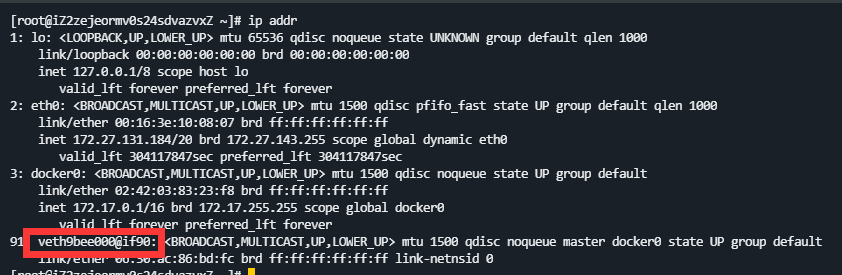 [root@iZ2zejeormv0s24sdvazvxZ ~]# ip addr
1: lo: <LOOPBACK,UP,LOWER_UP> mtu 65536 qdisc noqueue state UNKNOWN group default qlen 1000
link/loopback 00:00:00:00:00:00 brd 00:00:00:00:00:00
inet 127.0.0.1/8 scope host lo
valid_lft forever preferred_lft forever
2: eth0: <BROADCAST,MULTICAST,UP,LOWER_UP> mtu 1500 qdisc pfifo_fast state UP group default qlen 1000
link/ether 00:16:3e:10:08:07 brd ff:ff:ff:ff:ff:ff
inet 172.27.131.184/20 brd 172.27.143.255 scope global dynamic eth0
valid_lft 304117847sec preferred_lft 304117847sec
3: docker0: <BROADCAST,MULTICAST,UP,LOWER_UP> mtu 1500 qdisc noqueue state UP group default
link/ether 02:42:03:83:23:f8 brd ff:ff:ff:ff:ff:ff
inet 172.17.0.1/16 brd 172.17.255.255 scope global docker0
valid_lft forever preferred_lft forever
91 veth9bee000@if90: <BROADCAST,MULTICAST,UP,LOWER_UP> mtu 1500 qdisc noqueue master docker0 state UP group default
ac:86:bd:fc brd ff:ff:ff:ff:ff:ff link-netnsid 0
[root@iZ2zejeormv0s24sdvazvxZ ~]#